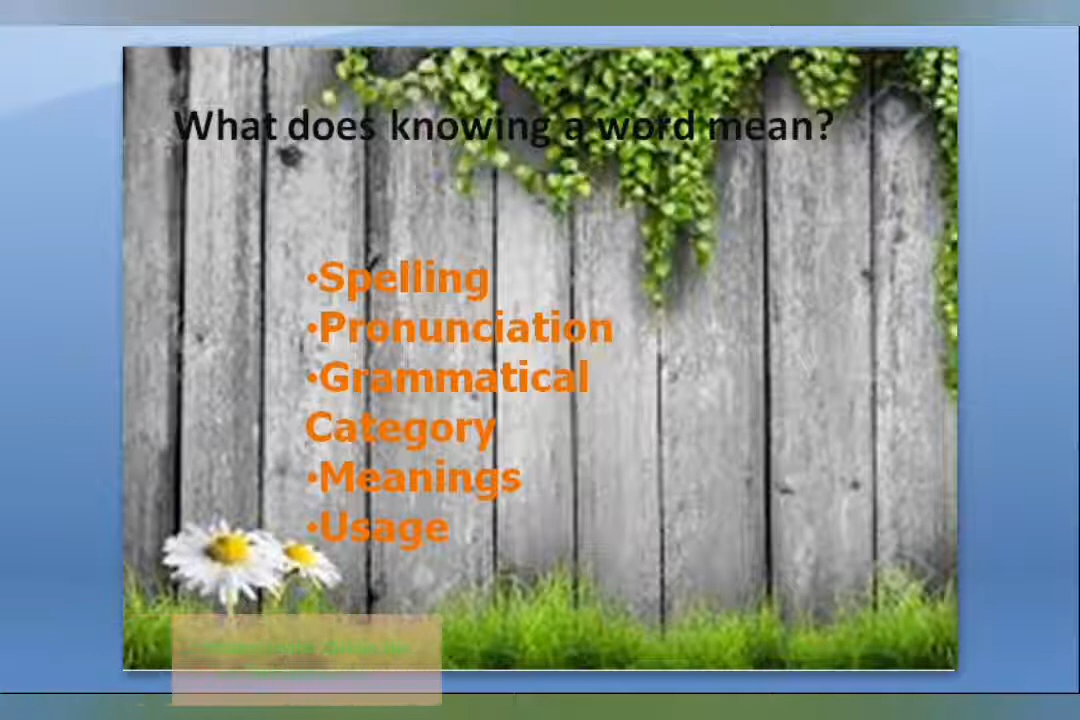 What does knowing a word mean?
•Spelling
•Pronunciation
•Grammatical
Category
•Meanings
•Usage